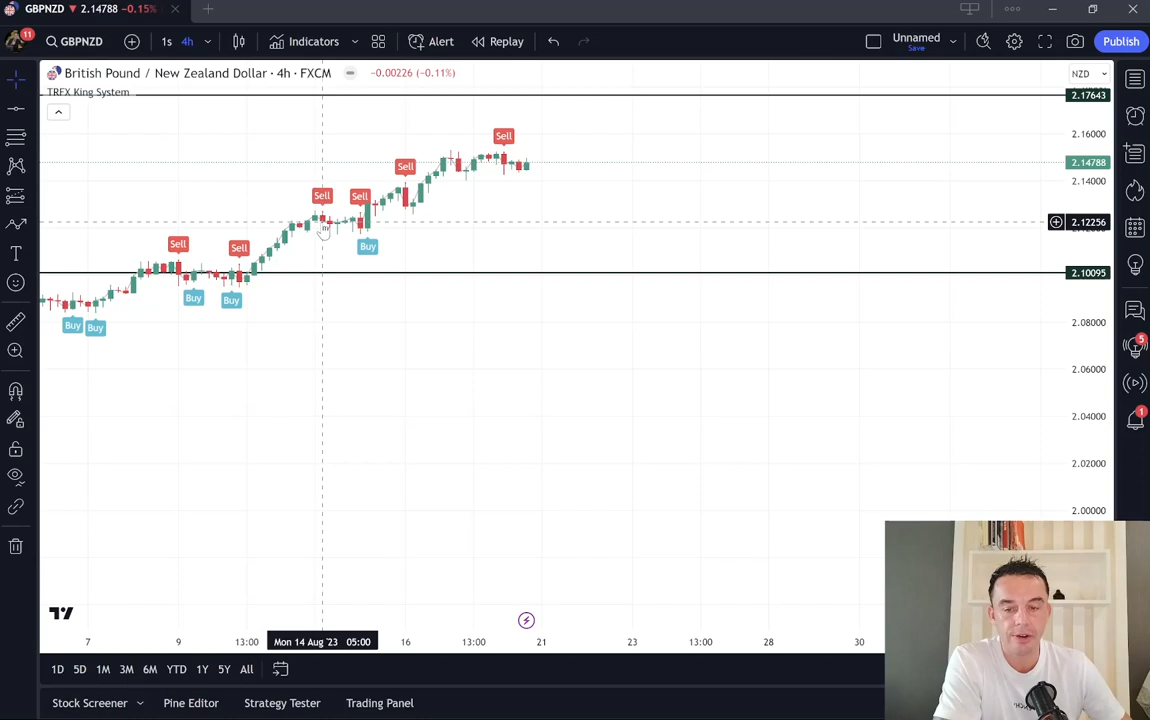 GBPNZD ▼ 2.14788 −0.15%
11
GBPNZD
1s
4h
Indicators
Alert
Replay
Unnamed
Save
Publish
British Pound / New Zealand Dollar · 4h · FXCM
−0.00226 (−0.11%)
NZD
TRFX King System
2.17643
2.16000
2.14788
2.14000
2.12256
2.10095
2.08000
2.06000
2.04000
2.02000
2.00000
Sell
Sell
Sell
Sell
Sell
Sell
Buy
Buy
Buy
Buy
Buy
5
1
7
9
13:00
Mon 14 Aug '23 05:00
16
13:00
21
23
13:00
28
30
1D 5D 1M 3M 6M YTD 1Y 5Y All
Stock Screener
Pine Editor
Strategy Tester
Trading Panel